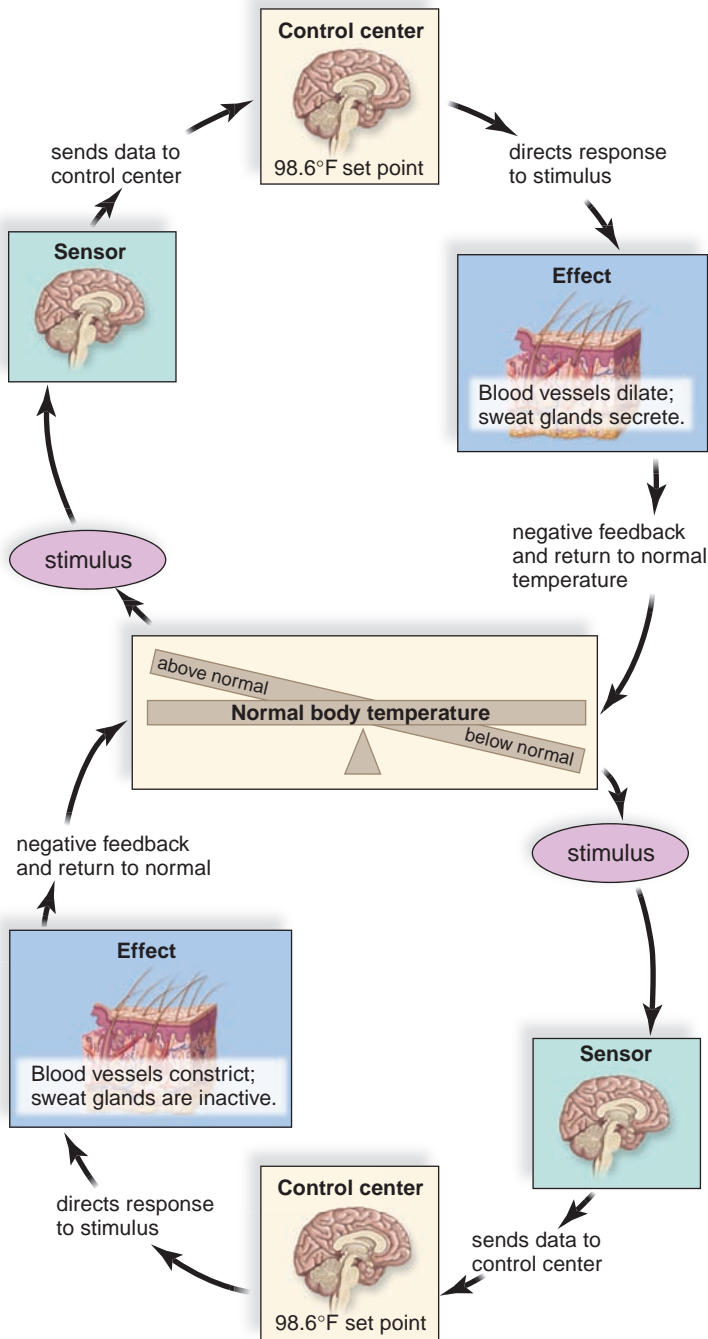 Control center
98.6°F set point
directs response
to stimulus
Effect
Blood vessels dilate;
sweat glands secrete.
negative feedback
and return to normal
temperature
sends data to
control center
Sensor
stimulus
above normal
Normal body temperature
below normal
stimulus
Sensor
sends data to
control center
Control center
98.6°F set point
directs response
to stimulus
Effect
Blood vessels constrict;
sweat glands are inactive.
negative feedback
and return to normal